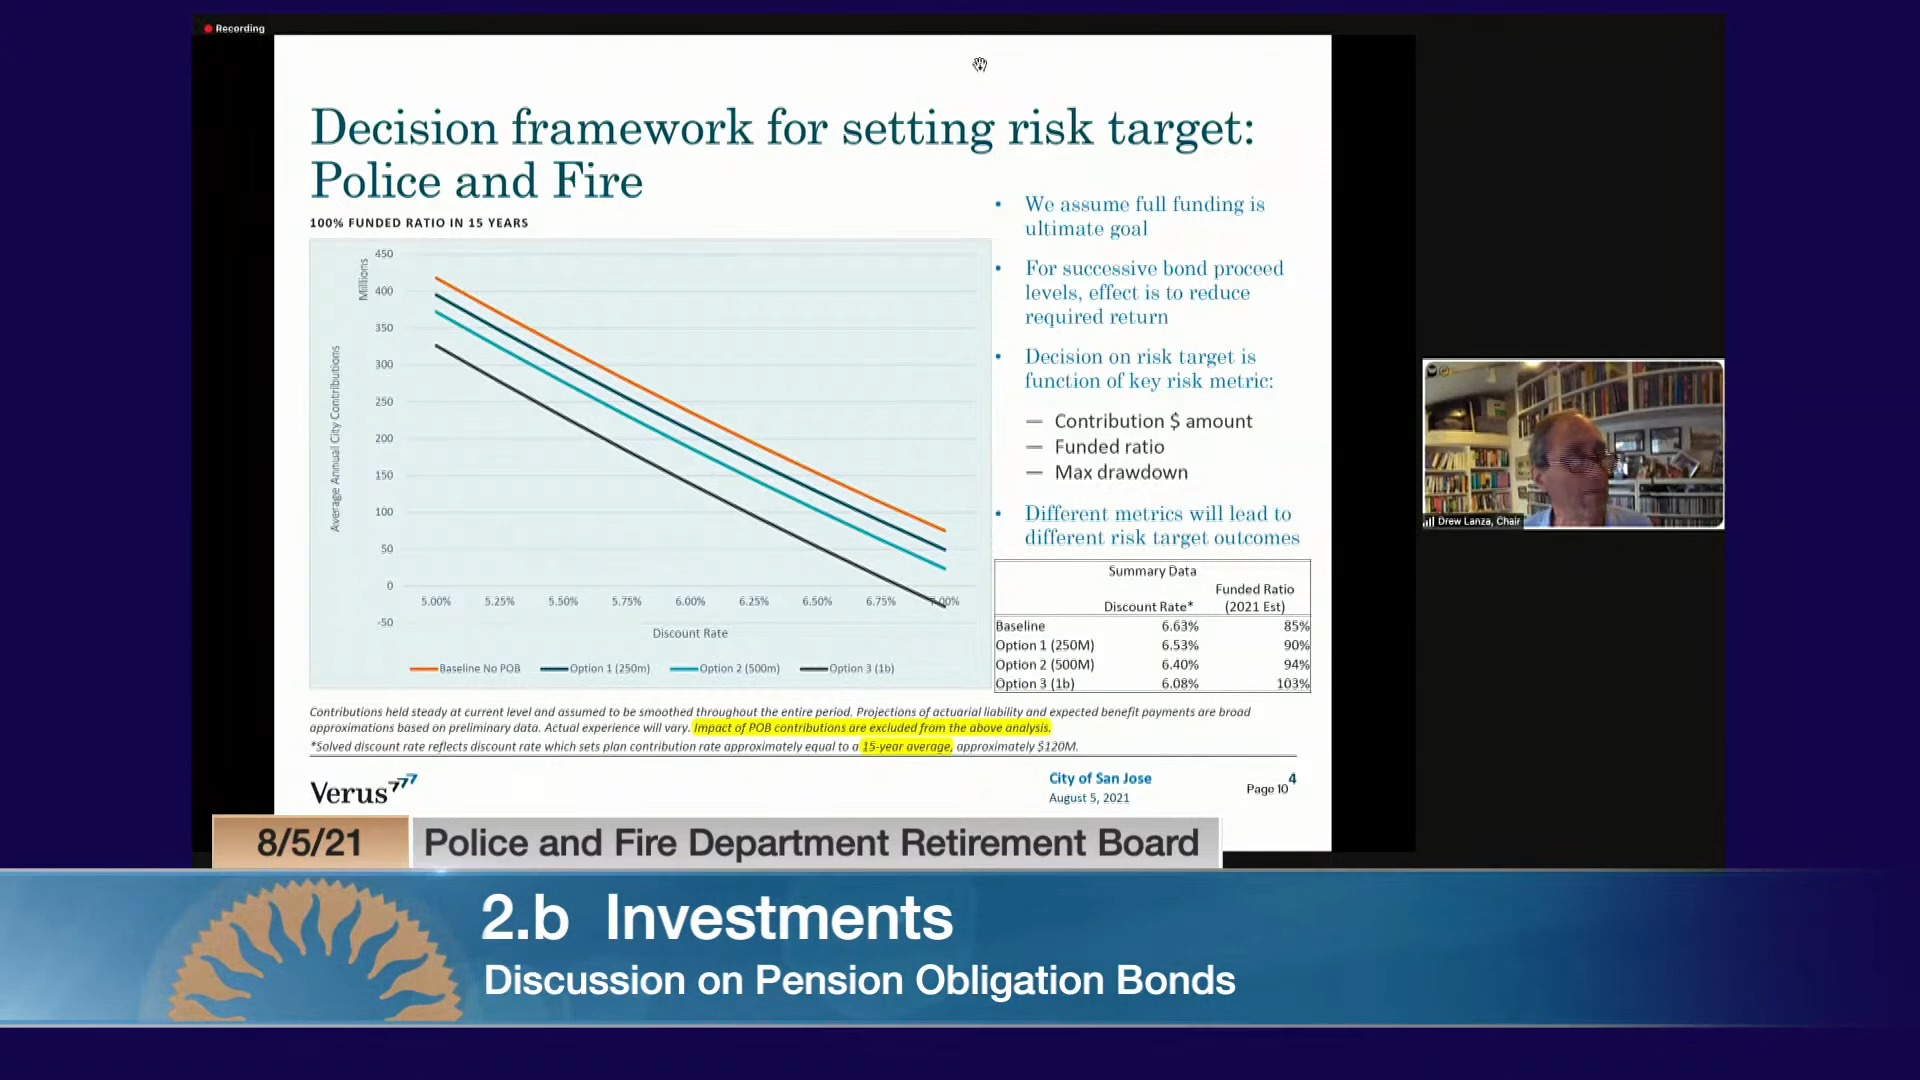 Recording
Decision framework for setting risk target:
Police and Fire
100% FUNDED RATIO IN 15 YEARS
Millions
Average Annual City Contributions
450
400
350
300
250
200
150
100
50
0
-50
5.00% 5.25% 5.50% 5.75% 6.00% 6.25% 6.50% 6.75% 7.00%
Discount Rate
Baseline No POB Option 1 (250m) Option 2 (500m) Option 3 (1b)
• We assume full funding is
ultimate goal
• For successive bond proceed
levels, effect is to reduce
required return
• Decision on risk target is
function of key risk metric:
— Contribution $ amount
— Funded ratio
— Max drawdown
• Different metrics will lead to
different risk target outcomes
Summary Data
Funded Ratio
Discount Rate* (2021 Est)
Baseline 6.63% 85%
Option 1 (250M) 6.53% 90%
Option 2 (500M) 6.40% 94%
Option 3 (1b) 6.08% 103%
Contributions held steady at current level and assumed to be smoothed throughout the entire period. Projections of actuarial liability and expected benefit payments are broad
approximations based on preliminary data. Actual experience will vary. Impact of POB contributions are excluded from the above analysis.
*Solved discount rate reflects discount rate which sets plan contribution rate approximately equal to a 15-year average, approximately $120M.
Verus777
City of San Jose
August 5, 2021
4
Page 10
Drew Lanza, Chair
8/5/21 Police and Fire Department Retirement Board
2.b Investments
Discussion on Pension Obligation Bonds